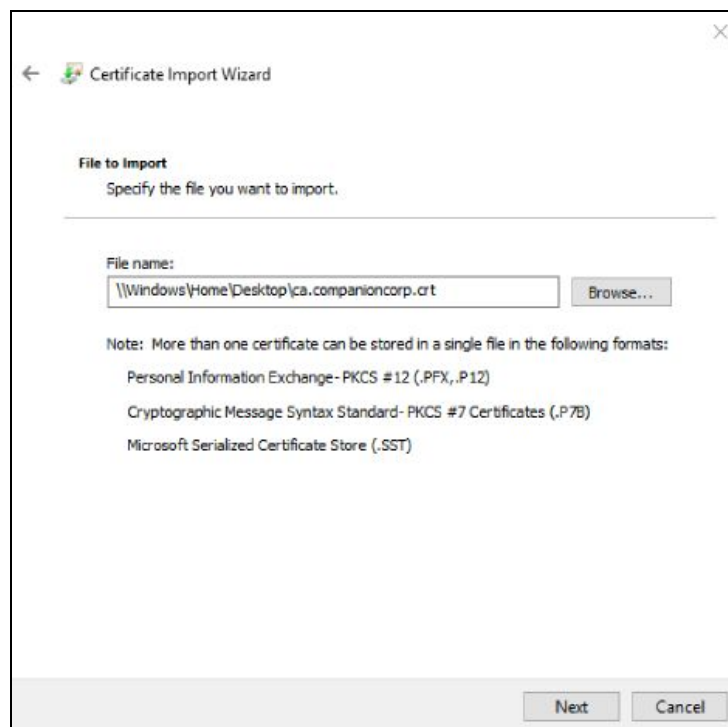 Certificate Import Wizard
File to Import
Specify the file you want to import.
File name:
\\Windows\Home\Desktop\ca.companioncorp.crt
Browse...
Note: More than one certificate can be stored in a single file in the following formats:
Personal Information Exchange- PKCS #12 (.PFX,.P12)
Cryptographic Message Syntax Standard- PKCS #7 Certificates (.P7B)
Microsoft Serialized Certificate Store (.SST)
Next
Cancel